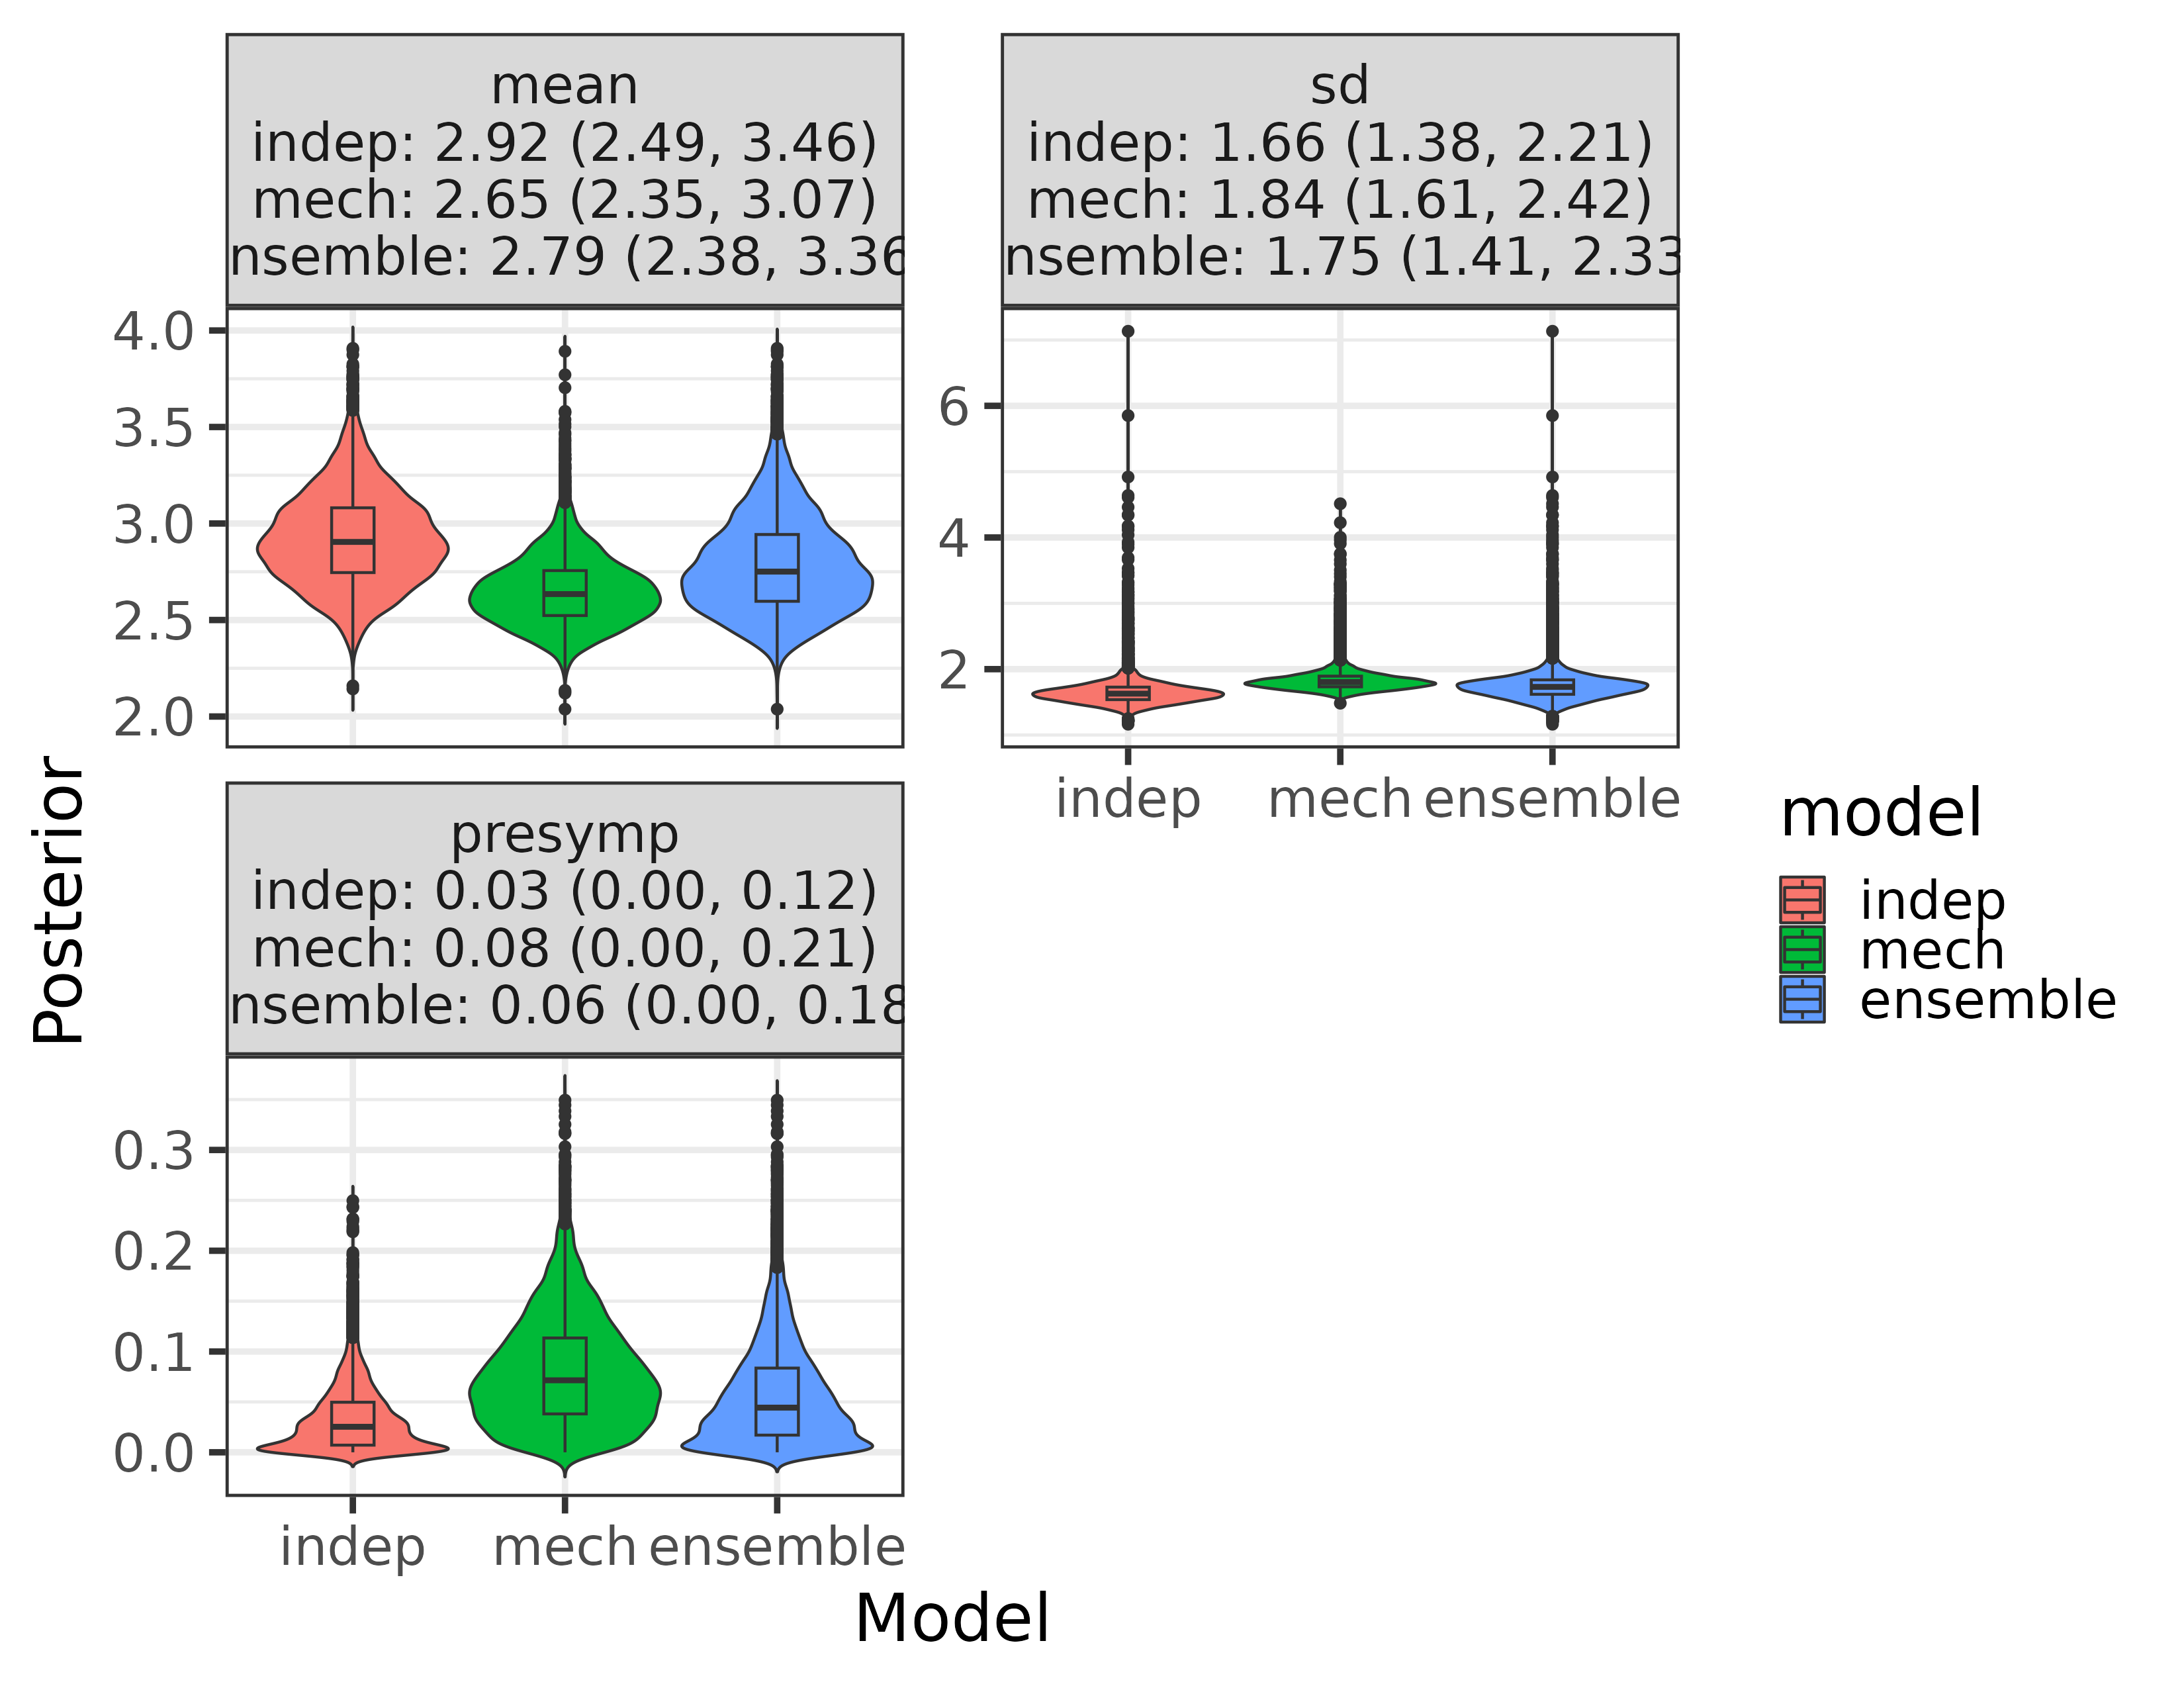 mean
indep: 2.92 (2.49, 3.46)
mech: 2.65 (2.35, 3.07)
nsemble: 2.79 (2.38, 3.36
sd
indep: 1.66 (1.38, 2.21)
mech: 1.84 (1.61, 2.42)
nsemble: 1.75 (1.41, 2.33
4.0
3.5
3.0
2.5
2.0
6
4
2
indep mech ensemble
presymp
indep: 0.03 (0.00, 0.12)
mech: 0.08 (0.00, 0.21)
nsemble: 0.06 (0.00, 0.18
0.3
0.2
0.1
0.0
indep mech ensemble
Model
Posterior
model
indep
mech
ensemble